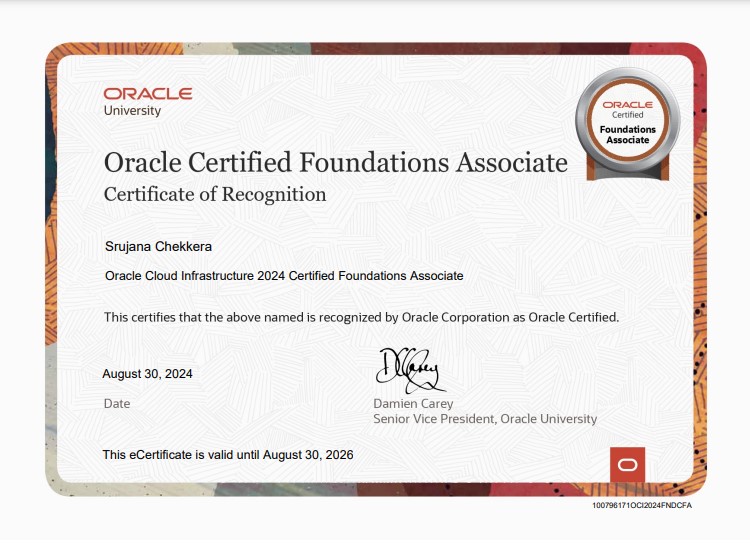 ORACLE
University
ORACLE
Certified
Foundations
Associate
Oracle Certified Foundations Associate
Certificate of Recognition
Srujana Chekkera
Oracle Cloud Infrastructure 2024 Certified Foundations Associate
This certifies that the above named is recognized by Oracle Corporation as Oracle Certified.
August 30, 2024
Date
DCarey
Damien Carey
Senior Vice President, Oracle University
This eCertificate is valid until August 30, 2026
100796171OCI2024FNDCFA